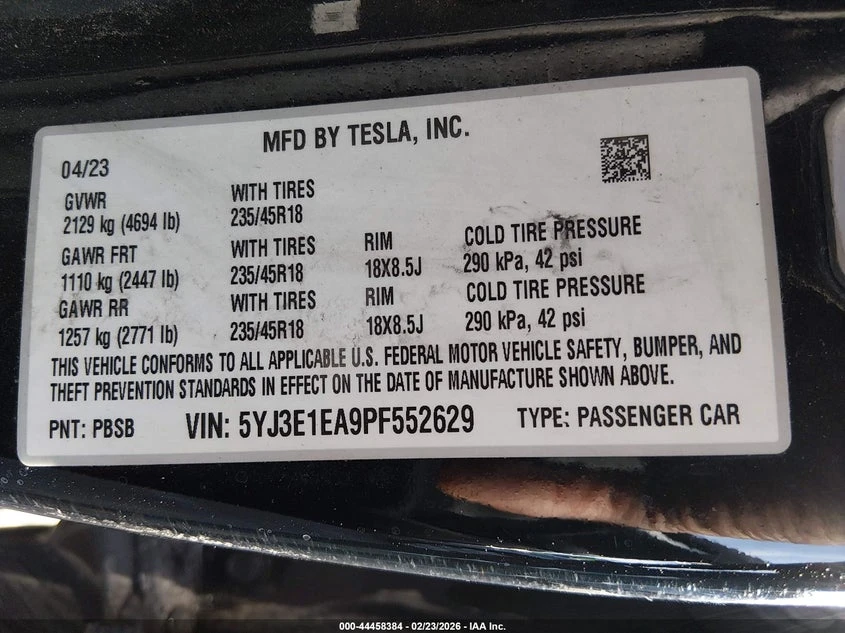 MFD BY TESLA, INC.
04/23
GVWR
2129 kg (4694 lb)
WITH TIRES
235/45R18
GAWR FRT
1110 kg (2447 lb)
WITH TIRES
235/45R18
RIM
18X8.5J
COLD TIRE PRESSURE
290 kPa, 42 psi
GAWR RR
1257 kg (2771 lb)
WITH TIRES
235/45R18
RIM
18X8.5J
COLD TIRE PRESSURE
290 kPa, 42 psi
THIS VEHICLE CONFORMS TO ALL APPLICABLE U.S. FEDERAL MOTOR VEHICLE SAFETY, BUMPER, AND
THEFT PREVENTION STANDARDS IN EFFECT ON THE DATE OF MANUFACTURE SHOWN ABOVE.
PNT: PBSB VIN: 5YJ3E1EA9PF552629 TYPE: PASSENGER CAR
000-44458384 - 02/23/2026 - IAA Inc.